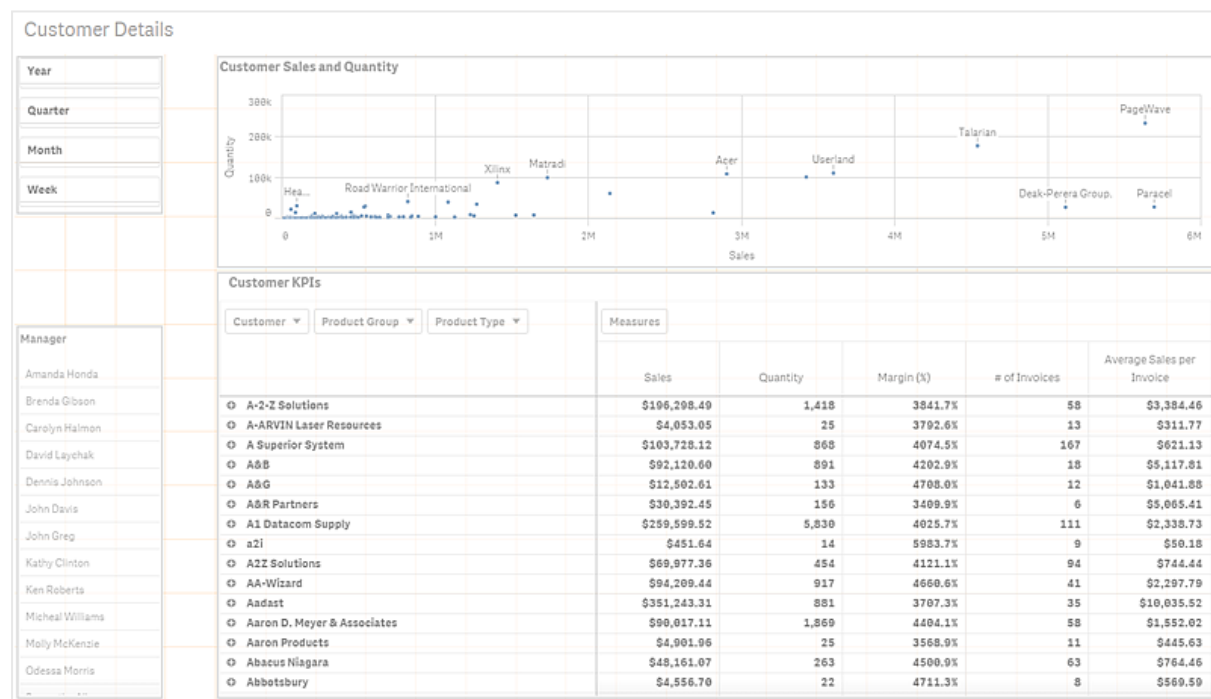 Customer Details
Year
Quarter
Month
Week
Customer Sales and Quantity
Quantity
300k
200k
100k
0
PageWave
Talarian
Acer
Userland
Xilinx
Matradi
Hea...
Road Warrior International
Deak-Perera Group.
Paracel
0 1M 2M 3M 4M 5M 6M
Sales
Manager
Amanda Honda
Brenda Gibson
Carolyn Halmon
David Laychak
Dennis Johnson
John Davis
John Greg
Kathy Clinton
Ken Roberts
Micheal Williams
Molly McKenzie
Odessa Morris
Customer KPIs
Customer Product Group Product Type Measures
Sales Quantity Margin (%) # of Invoices Average Sales per
Invoice
A-2-Z Solutions $196,298.49 1,418 3841.7% 58 $3,384.46
A-ARVIN Laser Resources $4,053.05 25 3792.6% 13 $311.77
A Superior System $103,728.12 868 4074.5% 167 $621.13
A&B $92,120.60 891 4202.9% 18 $5,117.81
A&G $12,502.61 133 4708.0% 12 $1,041.88
A&R Partners $30,392.45 156 3409.9% 6 $5,065.41
A1 Datacom Supply $259,599.52 5,830 4025.7% 111 $2,338.73
a2i $451.64 14 5983.7% 9 $50.18
A2Z Solutions $69,977.36 454 4121.1% 94 $744.44
AA-Wizard $94,209.44 917 4660.6% 41 $2,297.79
Aadast $351,243.31 881 3707.3% 35 $10,035.52
Aaron D. Meyer & Associates $90,017.11 1,869 4404.1% 58 $1,552.02
Aaron Products $4,901.96 25 3568.9% 11 $445.63
Abacus Niagara $48,161.07 263 4500.9% 63 $764.46
Abbotsbury $4,556.70 22 4711.3% 8 $569.59